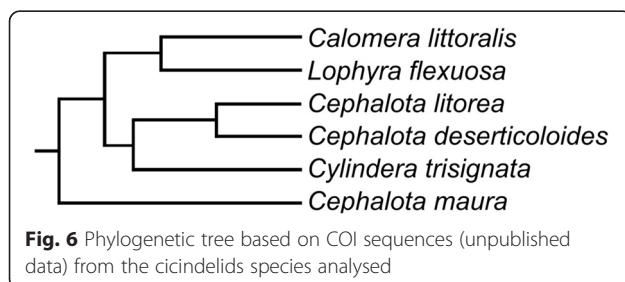 Calomera littoralis
Lophyra flexuosa
Cephalota litorea
Cephalota deserticoloides
Cylindera trisignata
Cephalota maura
Fig. 6 Phylogenetic tree based on COI sequences (unpublished
data) from the cicindelids species analysed